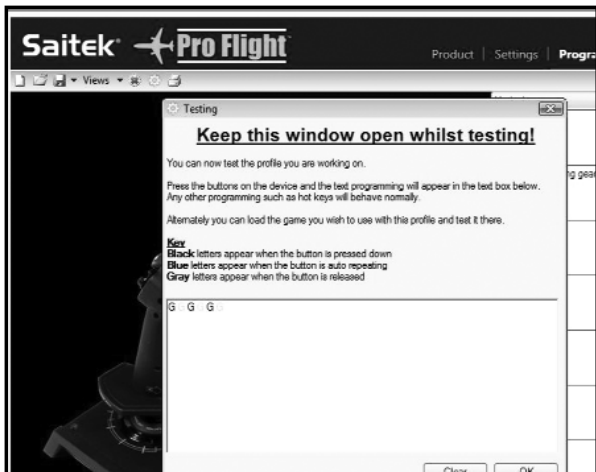 Saitek Pro Flight
Product | Settings | Progra
Views
Testing
Keep this window open whilst testing!
You can now test the profile you are working on.
Press the buttons on the device and the text programming will appear in the text box below.
Any other programming such as hot keys will behave normally.
ng gear
Alternately you can load the game you wish to use with this profile and test it there.
Key
Black letters appear when the button is pressed down
Blue letters appear when the button is auto repeating
Gray letters appear when the button is released
G G G
Clear OK